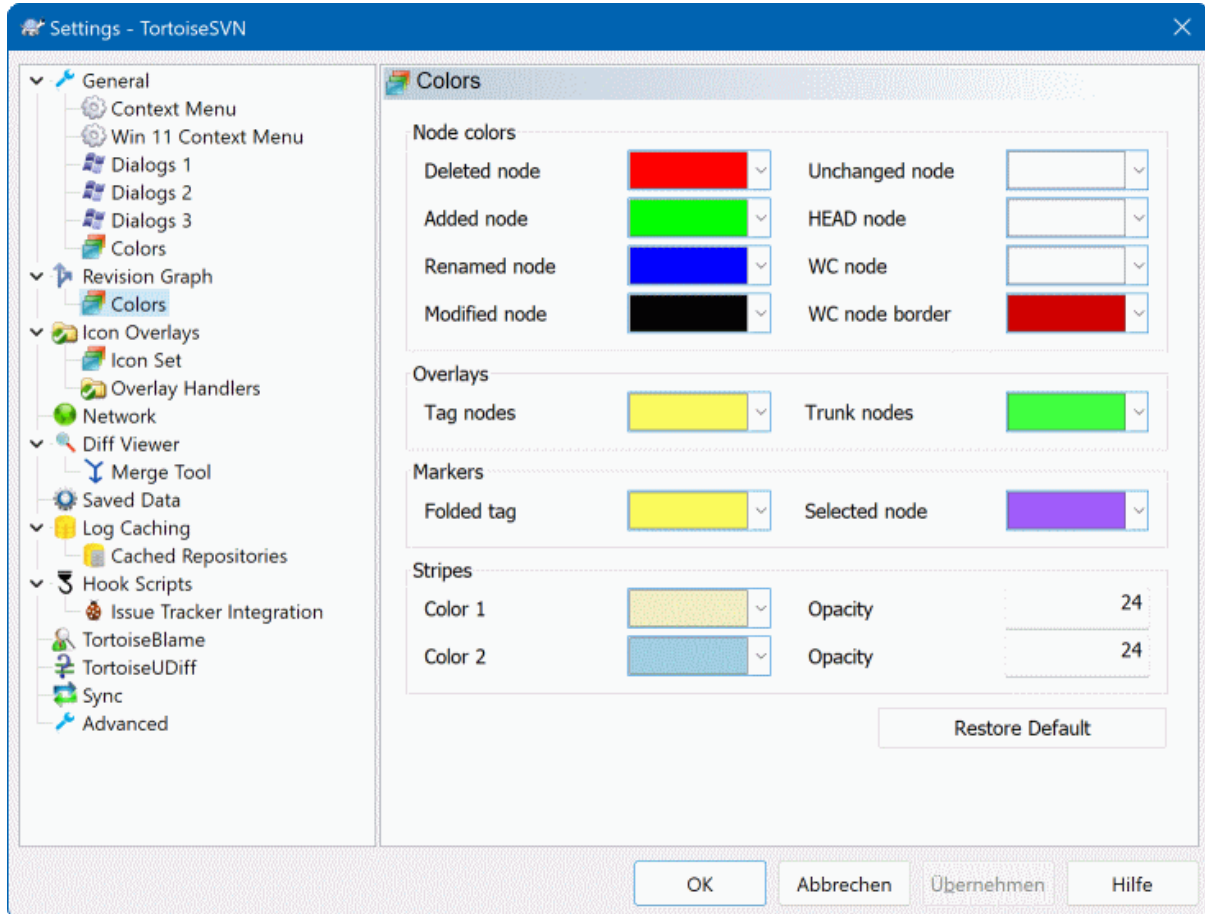 Settings - TortoiseSVN
General
Context Menu
Win 11 Context Menu
Dialogs 1
Dialogs 2
Dialogs 3
Colors
Revision Graph
Colors
Icon Overlays
Icon Set
Overlay Handlers
Network
Diff Viewer
Merge Tool
Saved Data
Log Caching
Cached Repositories
Hook Scripts
Issue Tracker Integration
TortoiseBlame
TortoiseUDiff
Sync
Advanced
Colors
Node colors
Deleted node Unchanged node
Added node HEAD node
Renamed node WC node
Modified node WC node border
Overlays
Tag nodes Trunk nodes
Markers
Folded tag Selected node
Stripes
Color 1 Opacity 24
Color 2 Opacity 24
Restore Default
OK Abbrechen Übernehmen Hilfe